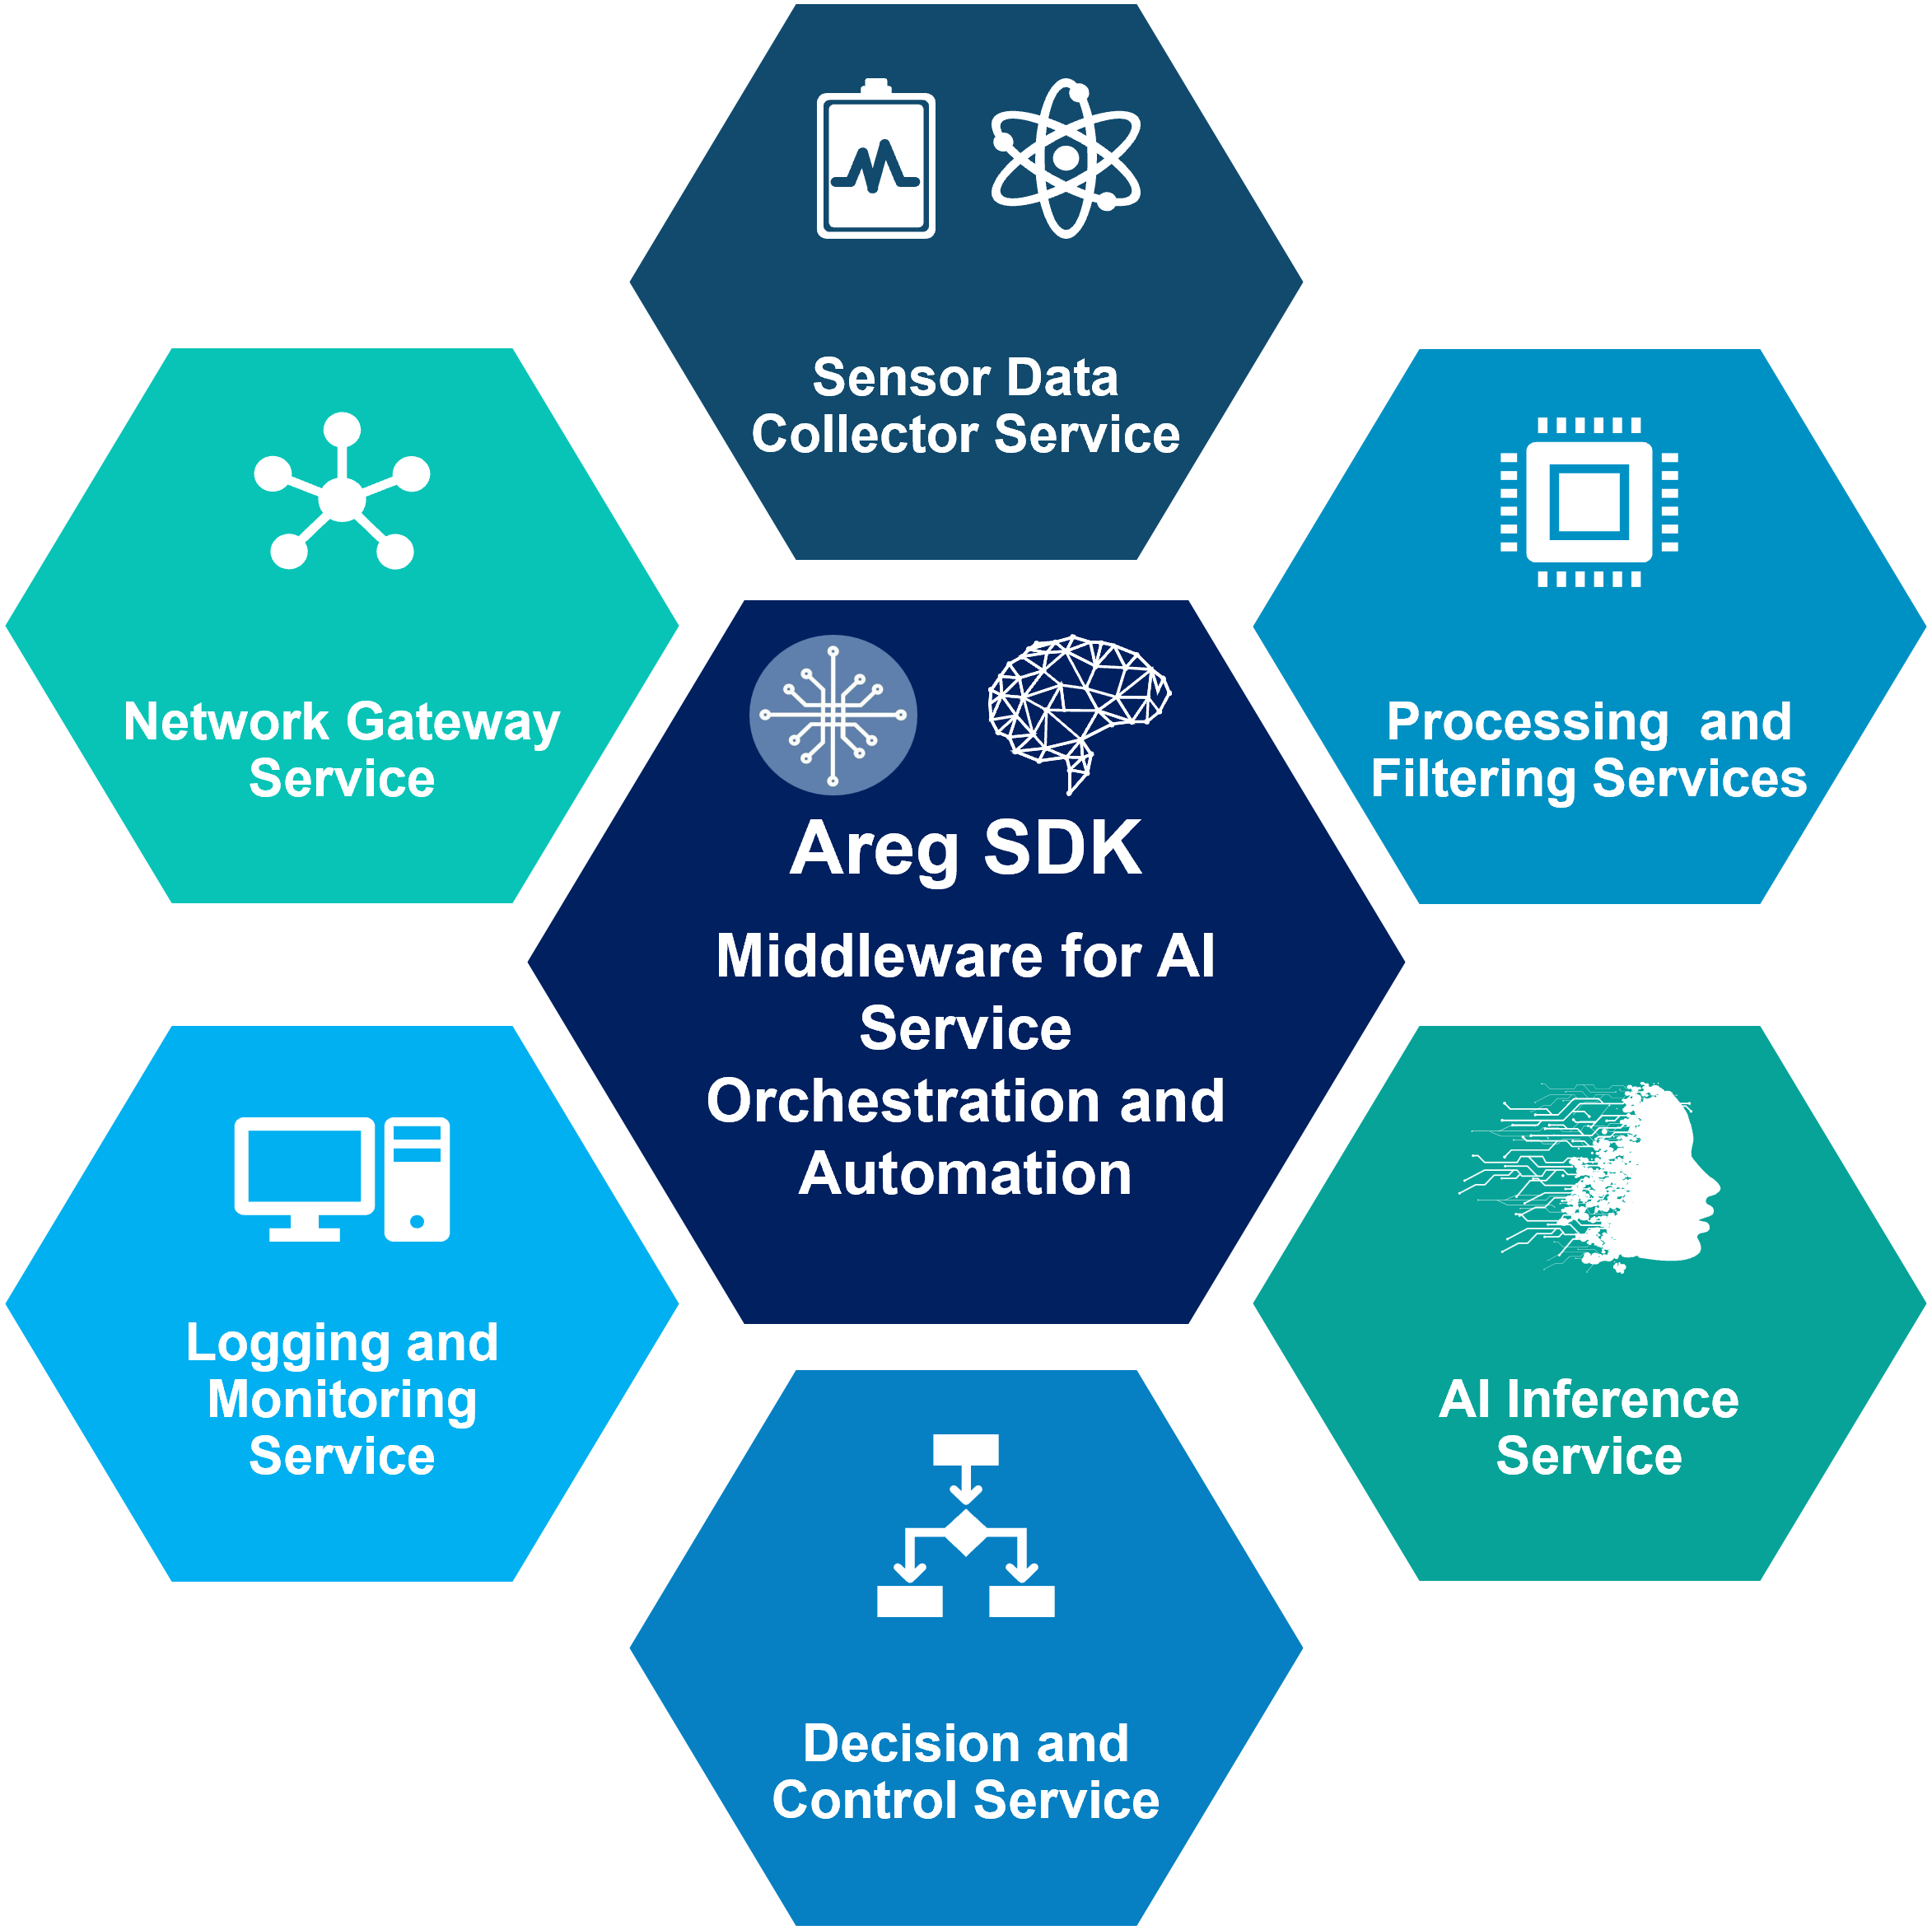 Sensor Data
Collector Service
Network Gateway
Service
Processing  and
Filtering Services
Areg SDK
Middleware for AI
Service
Orchestration and
Automation
Logging and
Monitoring
Service
AI Inference
Service
Decision and
Control Service